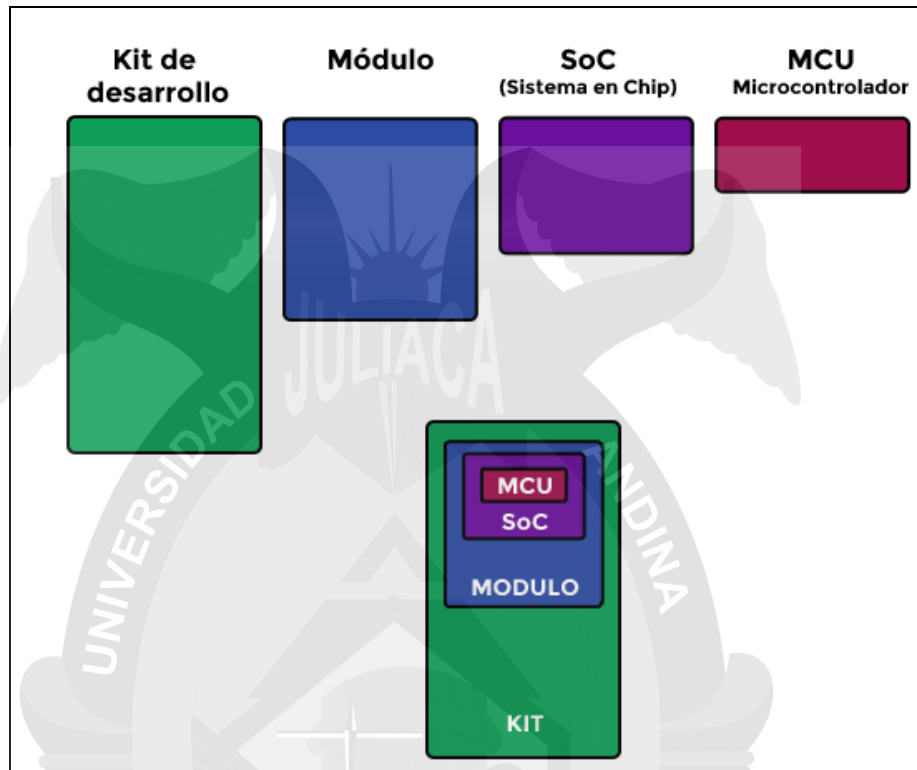 Kit de
desarrollo
Módulo
SoC
(Sistema en Chip)
MCU
Microcontrolador
MCU
SoC
MODULO
KIT
UNIVERSIDAD
ANDINA
JULIACA